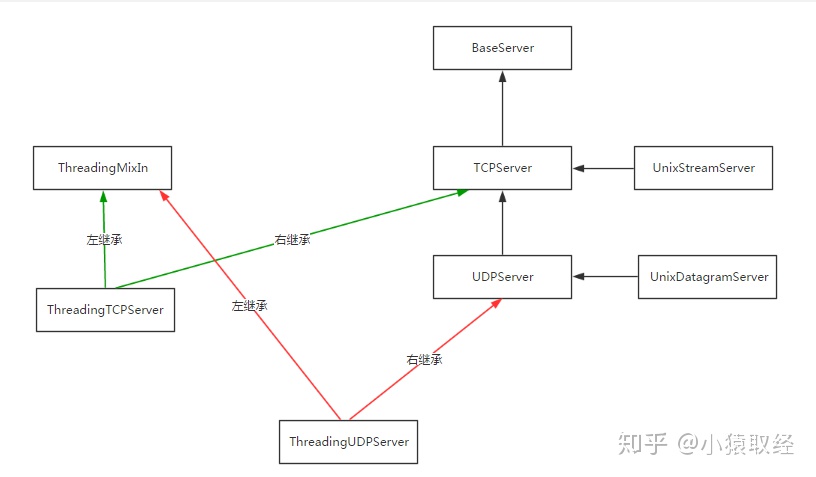 BaseServer
ThreadingMixIn
TCPServer
UnixStreamServer
左继承
右继承
UDPServer
UnixDatagramServer
ThreadingTCPServer
左继承
右继承
ThreadingUDPServer
知乎 @小猿取经